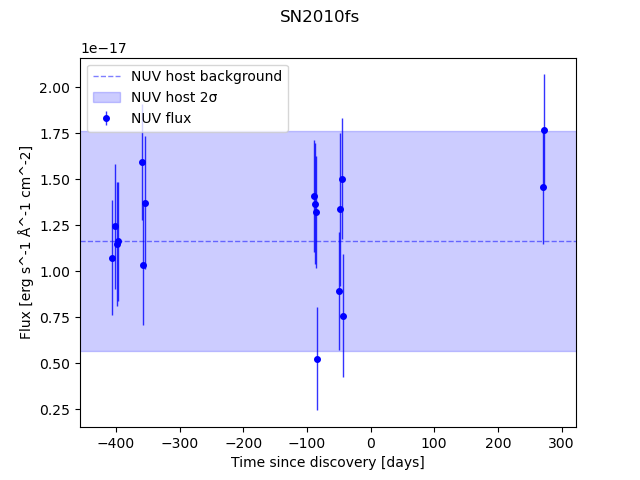 SN2010fs
1e−17
NUV host background
NUV host 2σ
NUV flux
2.00
1.75
1.50
1.25
1.00
0.75
0.50
0.25
Flux [erg s^-1 Å^-1 cm^-2]
−400 −300 −200 −100 0 100 200 300
Time since discovery [days]